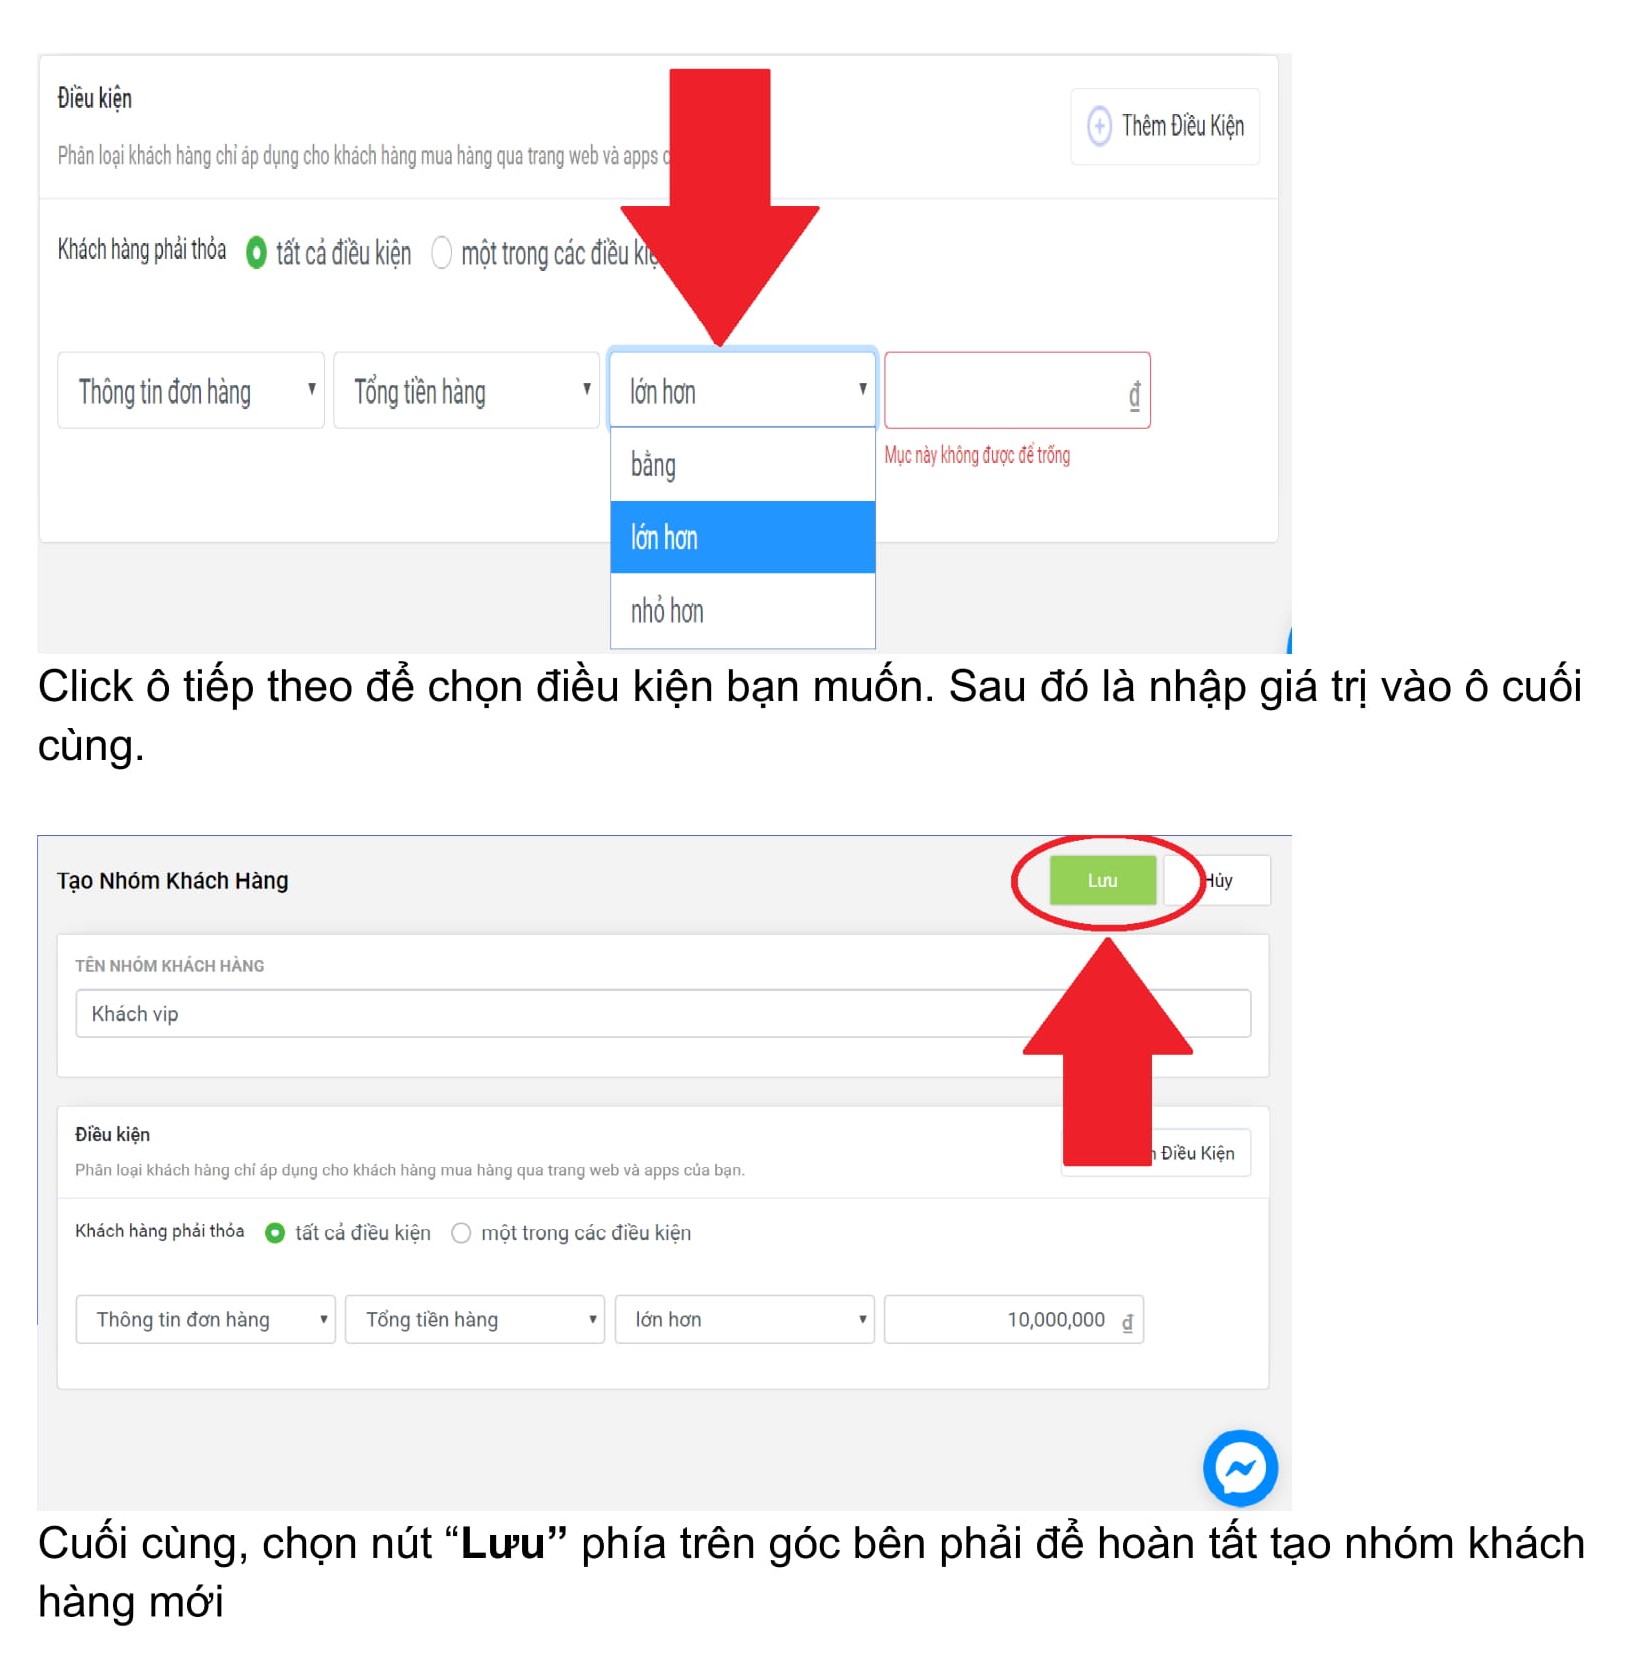 Điều kiện
Thêm Điều Kiện
Phân loại khách hàng chỉ áp dụng cho khách hàng mua hàng qua trang web và apps
Khách hàng phải thỏa tất cả điều kiện một trong các điều
Thông tin đơn hàng Tổng tiền hàng lớn hơn đ
bằng
Mục này không được để trống
lớn hơn
nhỏ hơn
Click ô tiếp theo để chọn điều kiện bạn muốn. Sau đó là nhập giá trị vào ô cuối
cùng.
Tạo Nhóm Khách Hàng Lưu Hủy
TÊN NHÓM KHÁCH HÀNG
Khách vip
Điều kiện
Điều Kiện
Phân loại khách hàng chỉ áp dụng cho khách hàng mua hàng qua trang web và apps của bạn.
Khách hàng phải thỏa tất cả điều kiện một trong các điều kiện
Thông tin đơn hàng Tổng tiền hàng lớn hơn 10,000,000 đ
Cuối cùng, chọn nút “Lưu” phía trên góc bên phải để hoàn tất tạo nhóm khách
hàng mới